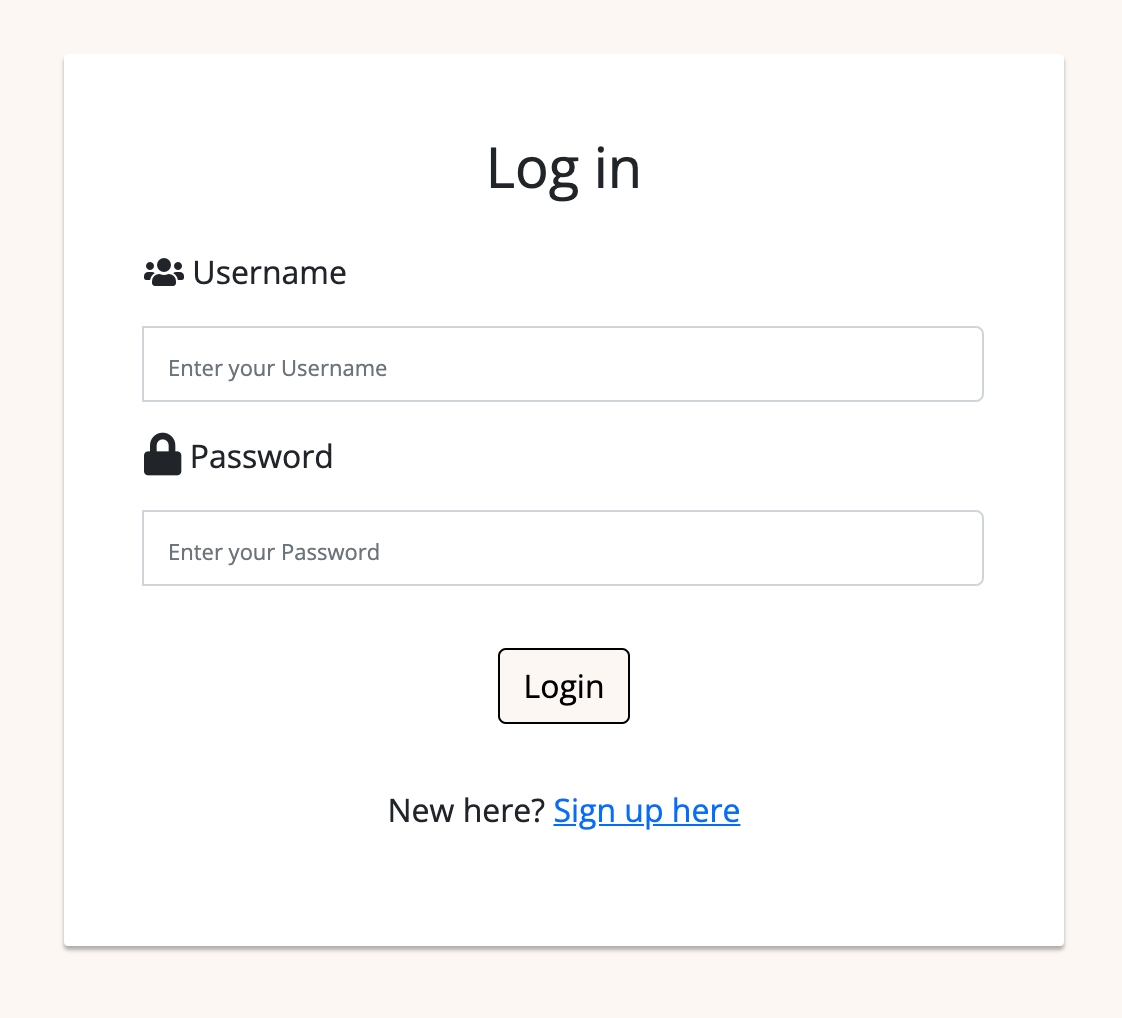 Log in
Username
Enter your Username
Password
Enter your Password
Login
New here? Sign up here